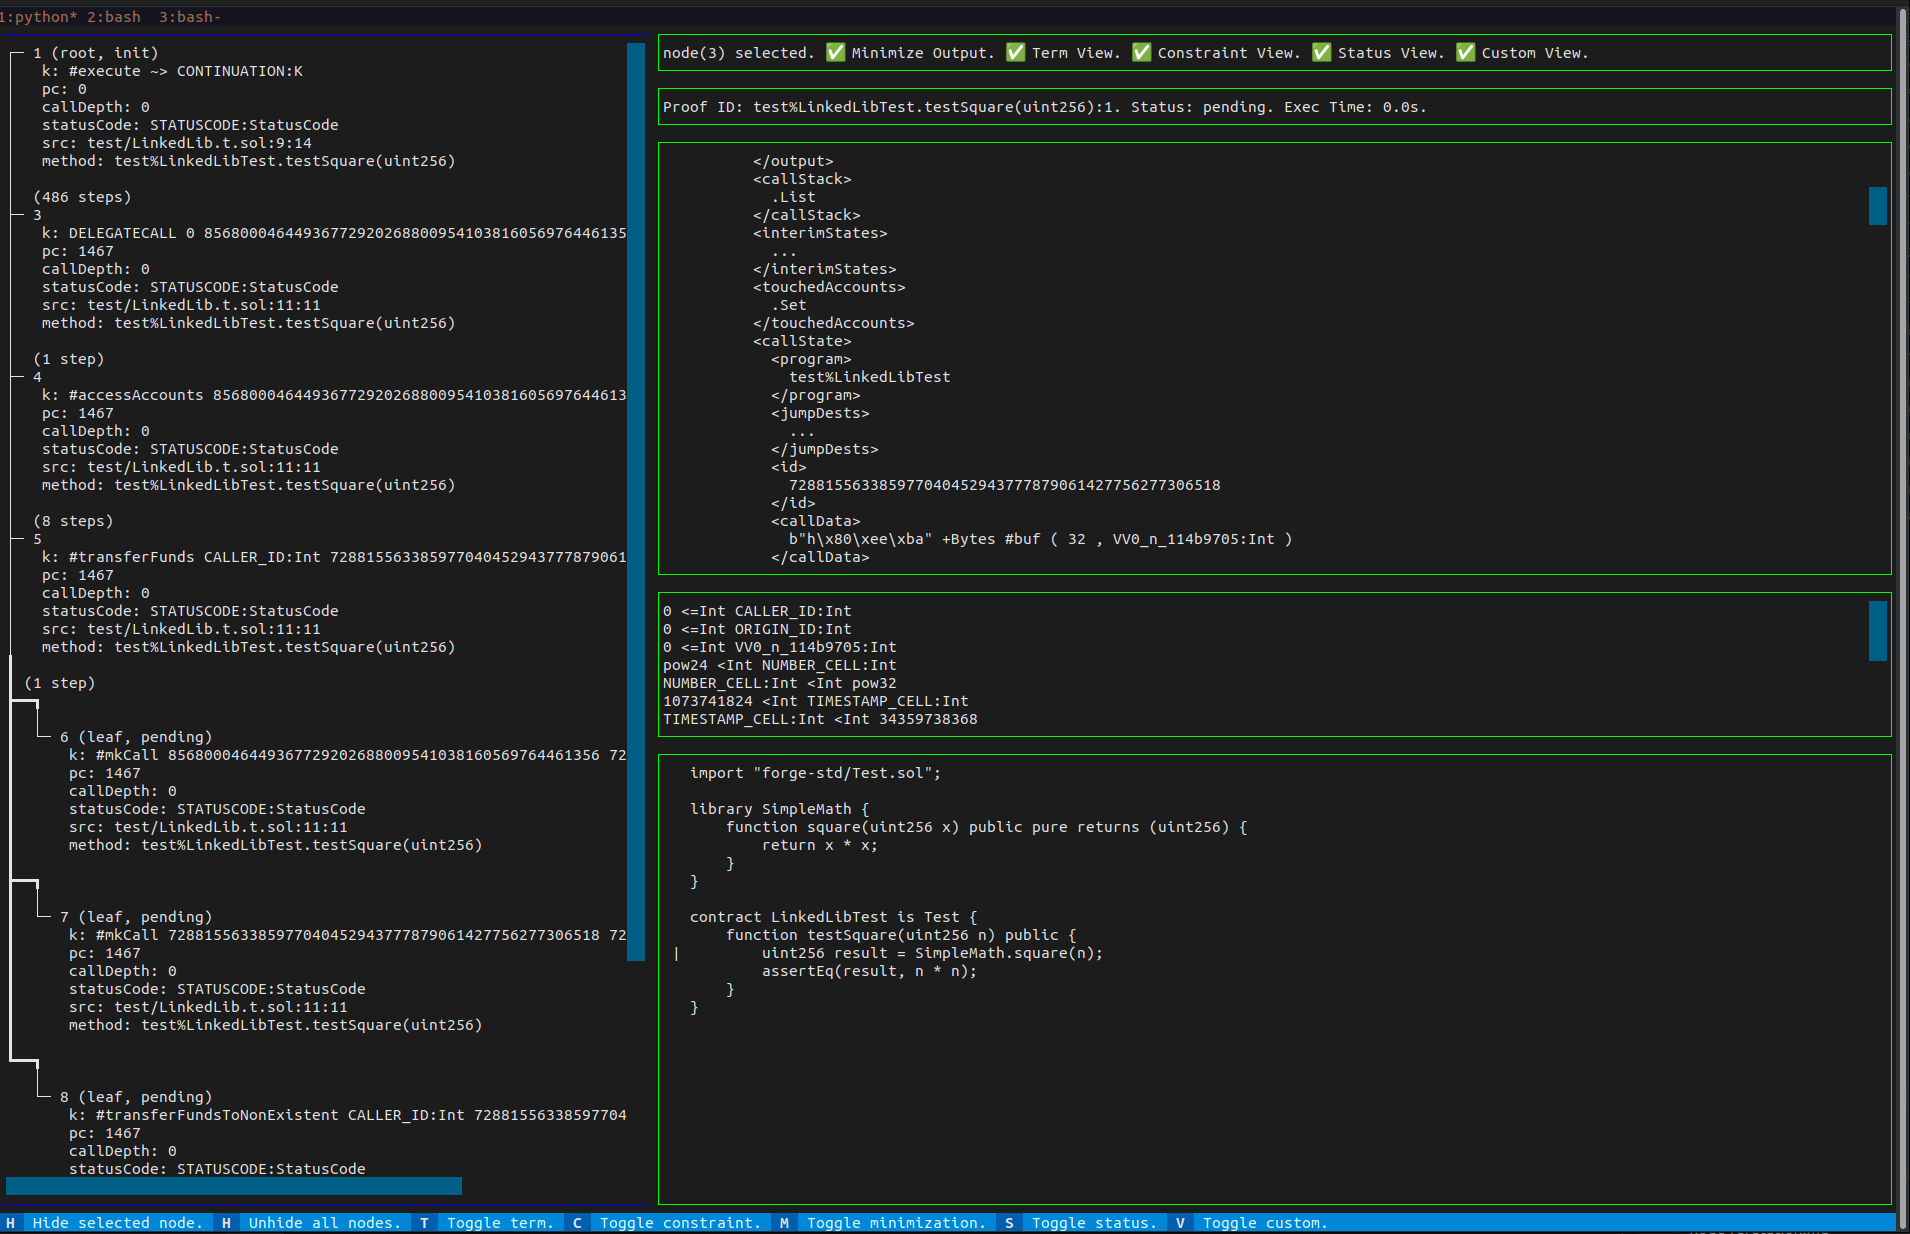 1:python* 2:bash  3:bash-
1 (root, init)
k: #execute ~> CONTINUATION:K
pc: 0
callDepth: 0
statusCode: STATUSCODE:StatusCode
src: test/LinkedLib.t.sol:9:14
method: test%LinkedLibTest.testSquare(uint256)
(486 steps)
3
k: DELEGATECALL 0 85680004644936772920268800954103816056976446135
pc: 1467
callDepth: 0
statusCode: STATUSCODE:StatusCode
src: test/LinkedLib.t.sol:11:11
method: test%LinkedLibTest.testSquare(uint256)
(1 step)
4
k: #accessAccounts 8568000464493677292026880095410381605697644613
pc: 1467
callDepth: 0
statusCode: STATUSCODE:StatusCode
src: test/LinkedLib.t.sol:11:11
method: test%LinkedLibTest.testSquare(uint256)
(8 steps)
5
k: #transferFunds CALLER_ID:Int 728815563385977040452943777879061
pc: 1467
callDepth: 0
statusCode: STATUSCODE:StatusCode
src: test/LinkedLib.t.sol:11:11
method: test%LinkedLibTest.testSquare(uint256)
(1 step)
6 (leaf, pending)
k: #mkCall 856800046449367729202688009541038160569764461356 72
pc: 1467
callDepth: 0
statusCode: STATUSCODE:StatusCode
src: test/LinkedLib.t.sol:11:11
method: test%LinkedLibTest.testSquare(uint256)
7 (leaf, pending)
k: #mkCall 728815563385977040452943777879061427756277306518 72
pc: 1467
callDepth: 0
statusCode: STATUSCODE:StatusCode
src: test/LinkedLib.t.sol:11:11
method: test%LinkedLibTest.testSquare(uint256)
8 (leaf, pending)
k: #transferFundsToNonExistent CALLER_ID:Int 72881556338597704
pc: 1467
callDepth: 0
statusCode: STATUSCODE:StatusCode
node(3) selected. ✅ Minimize Output. ✅ Term View. ✅ Constraint View. ✅ Status View. ✅ Custom View.
Proof ID: test%LinkedLibTest.testSquare(uint256):1. Status: pending. Exec Time: 0.0s.
</output>
<callStack>
.List
</callStack>
<interimStates>
...
</interimStates>
<touchedAccounts>
.Set
</touchedAccounts>
<callState>
<program>
test%LinkedLibTest
</program>
<jumpDests>
...
</jumpDests>
<id>
728815563385977040452943777879061427756277306518
</id>
<callData>
b"h\x80\xee\xba" +Bytes #buf ( 32 , VV0_n_114b9705:Int )
</callData>
0 <=Int CALLER_ID:Int
0 <=Int ORIGIN_ID:Int
0 <=Int VV0_n_114b9705:Int
pow24 <Int NUMBER_CELL:Int
NUMBER_CELL:Int <Int pow32
1073741824 <Int TIMESTAMP_CELL:Int
TIMESTAMP_CELL:Int <Int 34359738368
import "forge-std/Test.sol";
library SimpleMath {
function square(uint256 x) public pure returns (uint256) {
return x * x;
}
}
contract LinkedLibTest is Test {
function testSquare(uint256 n) public {
| uint256 result = SimpleMath.square(n);
assertEq(result, n * n);
}
}
H Hide selected node. H Unhide all nodes. T Toggle term. C Toggle constraint. M Toggle minimization. S Toggle status. V Toggle custom.